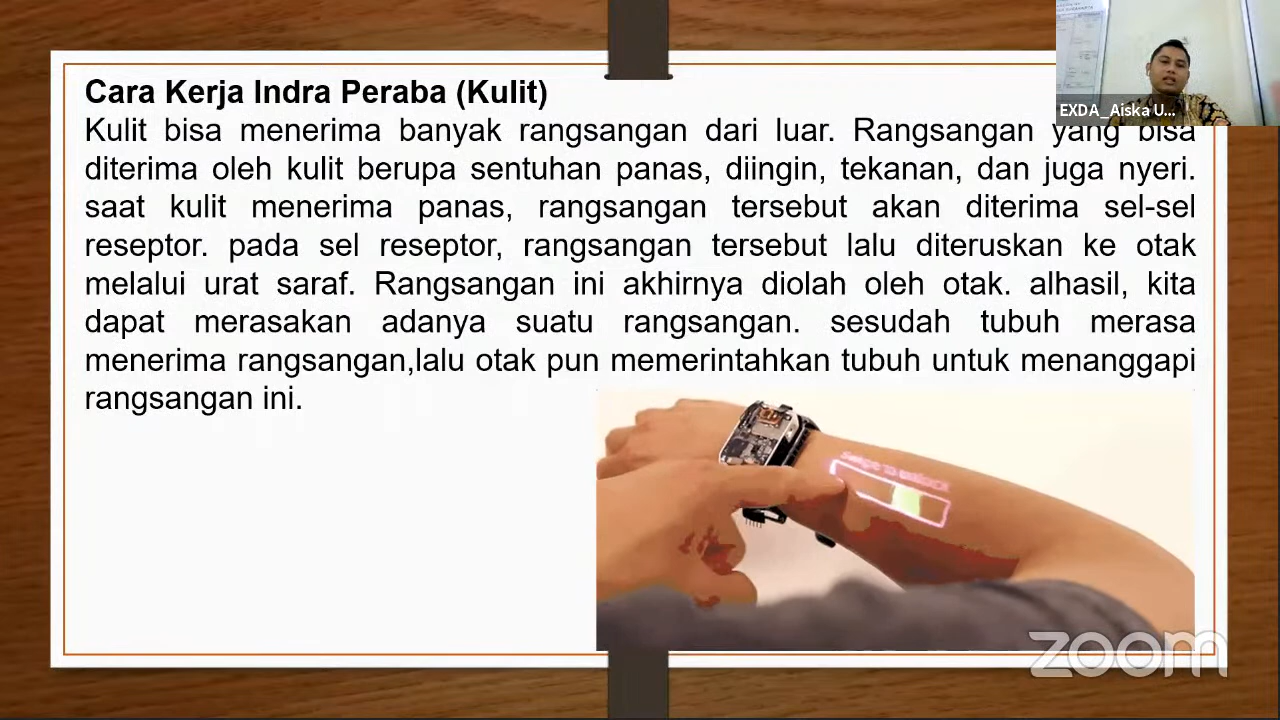 Cara Kerja Indra Peraba (Kulit)
Kulit bisa menerima banyak rangsangan dari luar. Rangsangan yang bisa
diterima oleh kulit berupa sentuhan panas, diingin, tekanan, dan juga nyeri.
saat kulit menerima panas, rangsangan tersebut akan diterima sel-sel
reseptor. pada sel reseptor, rangsangan tersebut lalu diteruskan ke otak
melalui urat saraf. Rangsangan ini akhirnya diolah oleh otak. alhasil, kita
dapat merasakan adanya suatu rangsangan. sesudah tubuh merasa
menerima rangsangan,lalu otak pun memerintahkan tubuh untuk menanggapi
rangsangan ini.
EXDA_Aiska U...
swipe to unlock
zoom